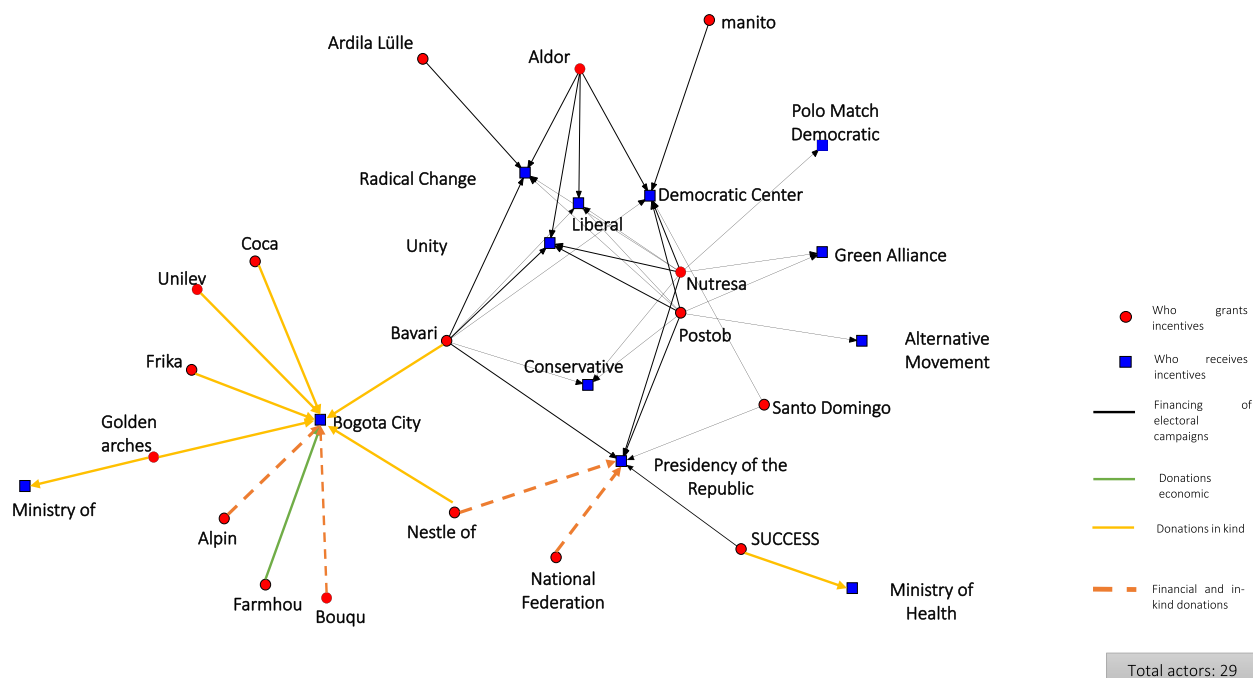 manito
Ardila Lülle
Aldor
Polo Match
Democratic
Radical Change
Democratic Center
Liberal
Unity
Coca
Green Alliance
Unilev
Nutresa
Bavari
Postob
Alternative
Movement
Frika
Conservative
Santo Domingo
Golden
arches
Bogota City
Presidency of the
Republic
Ministry of
Nestle of
Alpin
SUCCESS
National
Federation
Ministry of
Health
Farmhou
Bouqu
Who grants
incentives
Who receives
incentives
Financing of
electoral
campaigns
Donations
economic
Donations in kind
Financial and in-
kind donations
Total actors: 29